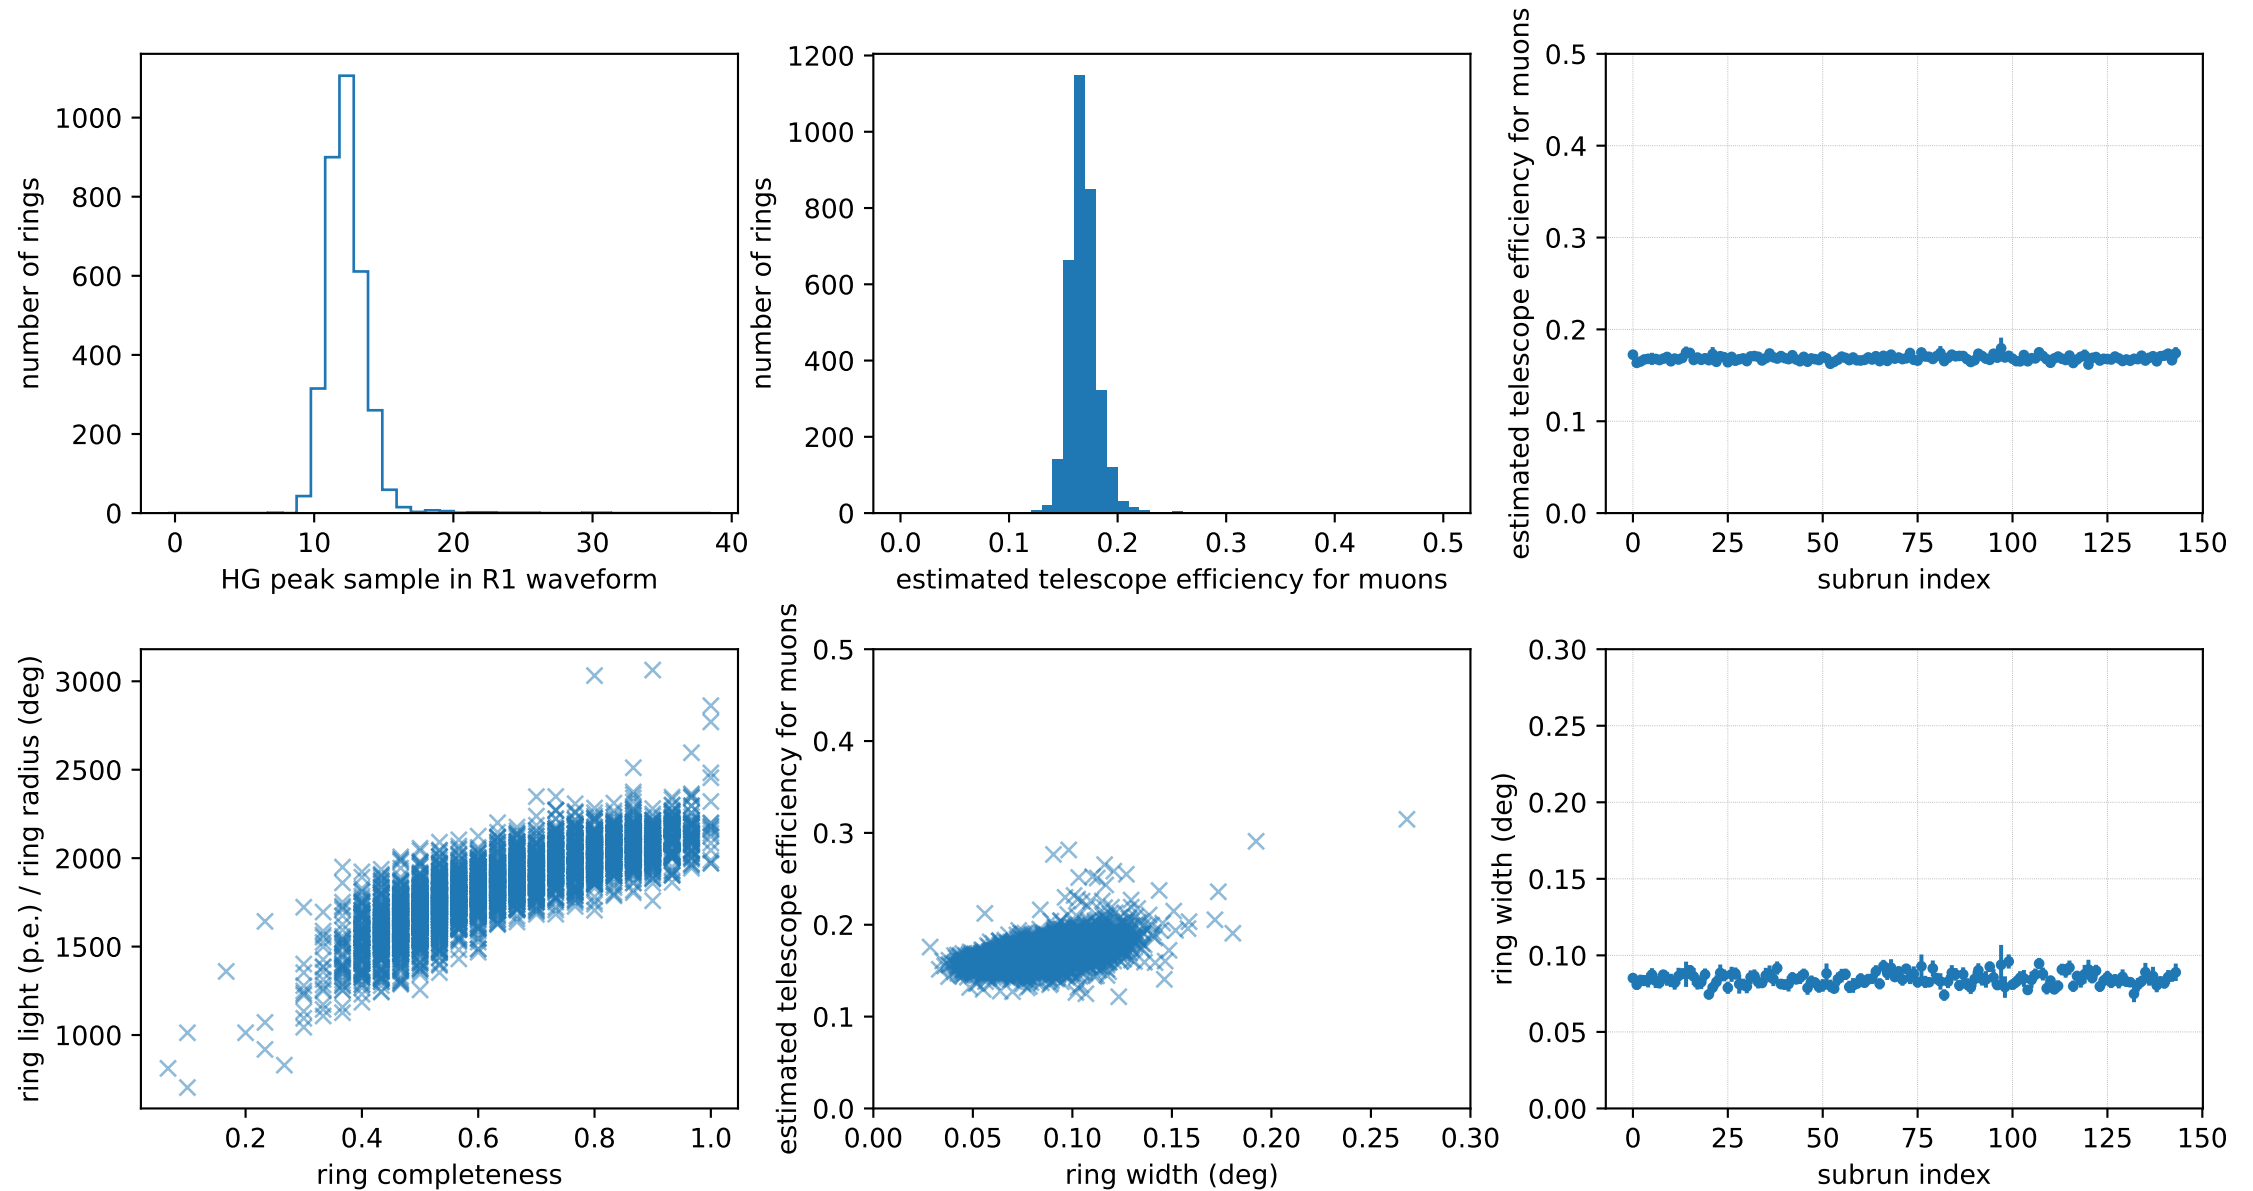 number of rings
1000
800
600
400
200
0
0 10 20 30 40
HG peak sample in R1 waveform
number of rings
1200
1000
800
600
400
200
0
0.0 0.1 0.2 0.3 0.4 0.5
estimated telescope efficiency for muons
estimated telescope efficiency for muons
0.5
0.4
0.3
0.2
0.1
0.0
0 25 50 75 100 125 150
subrun index
ring light (p.e.) / ring radius (deg)
3000
2500
2000
1500
1000
0.2 0.4 0.6 0.8 1.0
ring completeness
estimated telescope efficiency for muons
0.5
0.4
0.3
0.2
0.1
0.0
0.00 0.05 0.10 0.15 0.20 0.25 0.30
ring width (deg)
ring width (deg)
0.30
0.25
0.20
0.15
0.10
0.05
0.00
0 25 50 75 100 125 150
subrun index